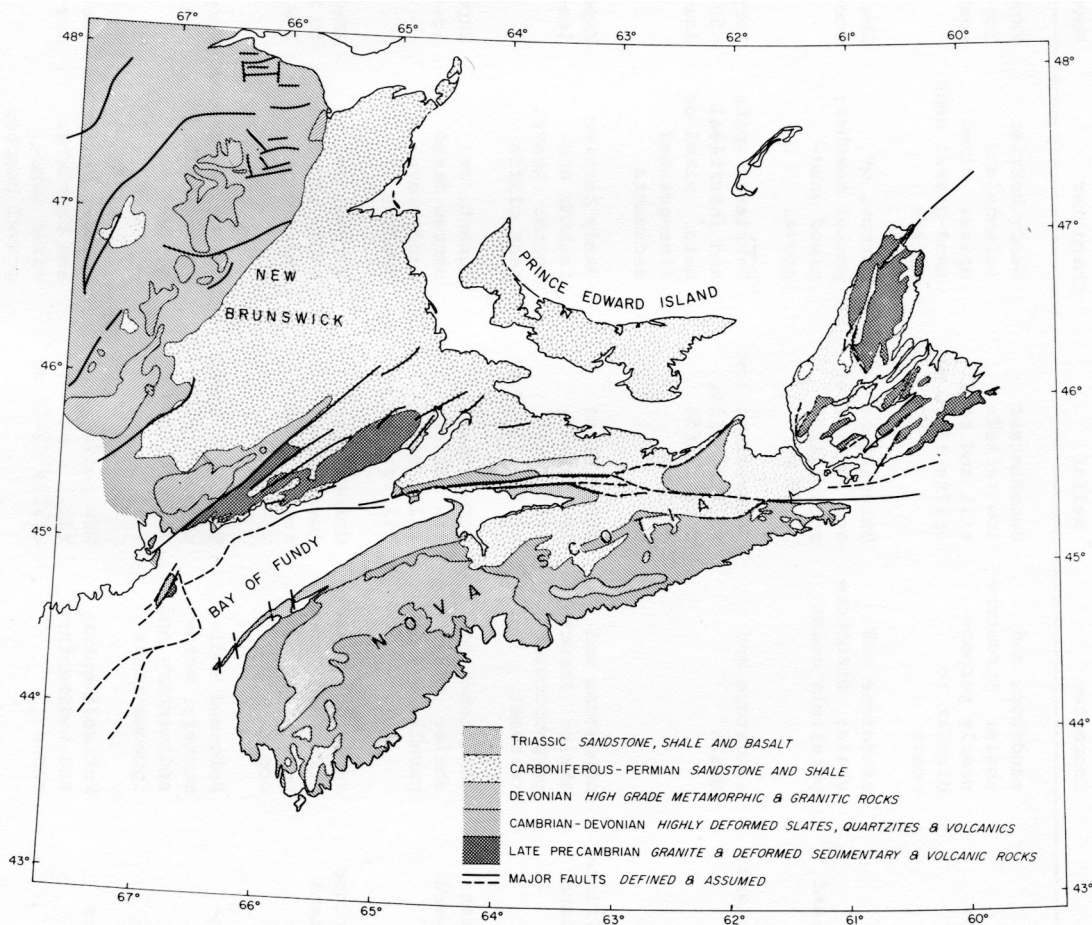 67° 66° 65° 64° 63° 62° 61° 60°
48° 48°
47° 47°
46° 46°
45° 45°
44° 44°
43° 43°
67° 66° 65° 64° 63° 62° 61° 60°
NEW
BRUNSWICK
PRINCE EDWARD ISLAND
BAY OF FUNDY
NOVA SCOTIA
TRIASSIC SANDSTONE, SHALE AND BASALT
CARBONIFEROUS-PERMIAN SANDSTONE AND SHALE
DEVONIAN HIGH GRADE METAMORPHIC & GRANITIC ROCKS
CAMBRIAN-DEVONIAN HIGHLY DEFORMED SLATES, QUARTZITES & VOLCANICS
LATE PRECAMBRIAN GRANITE & DEFORMED SEDIMENTARY & VOLCANIC ROCKS
MAJOR FAULTS DEFINED & ASSUMED